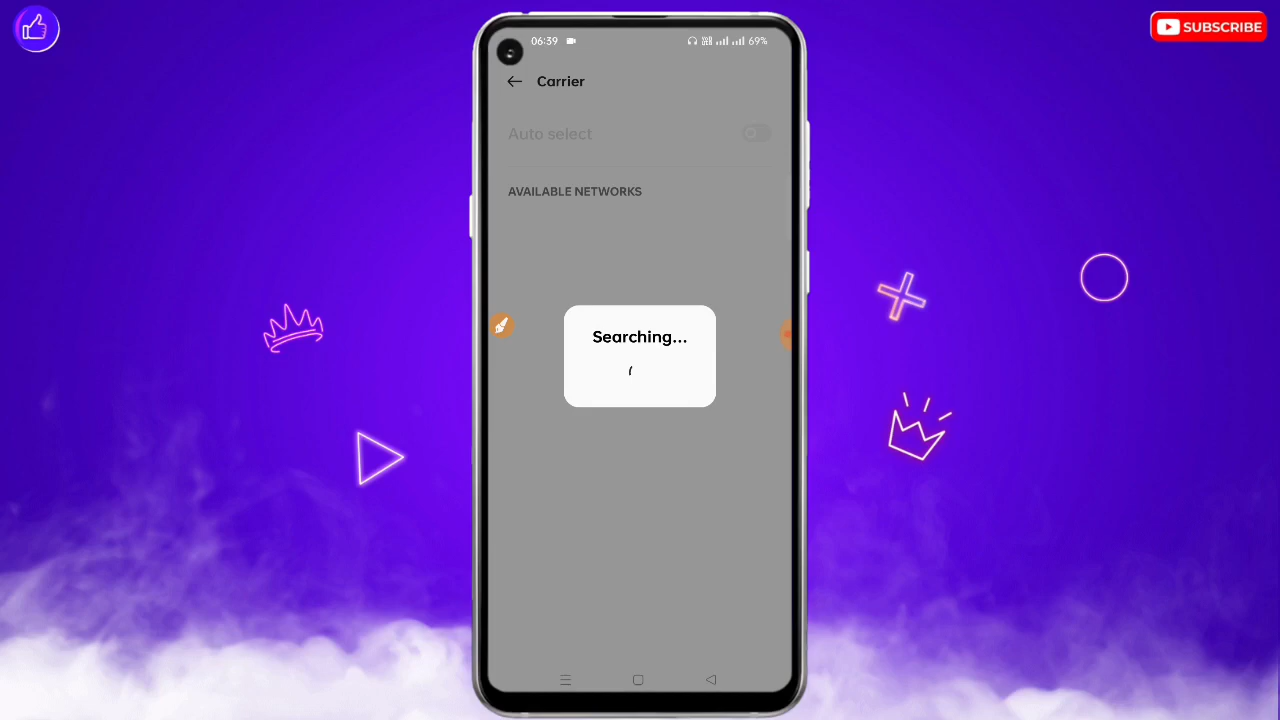 SUBSCRIBE
06:39
69%
Carrier
Auto select
AVAILABLE NETWORKS
Searching...